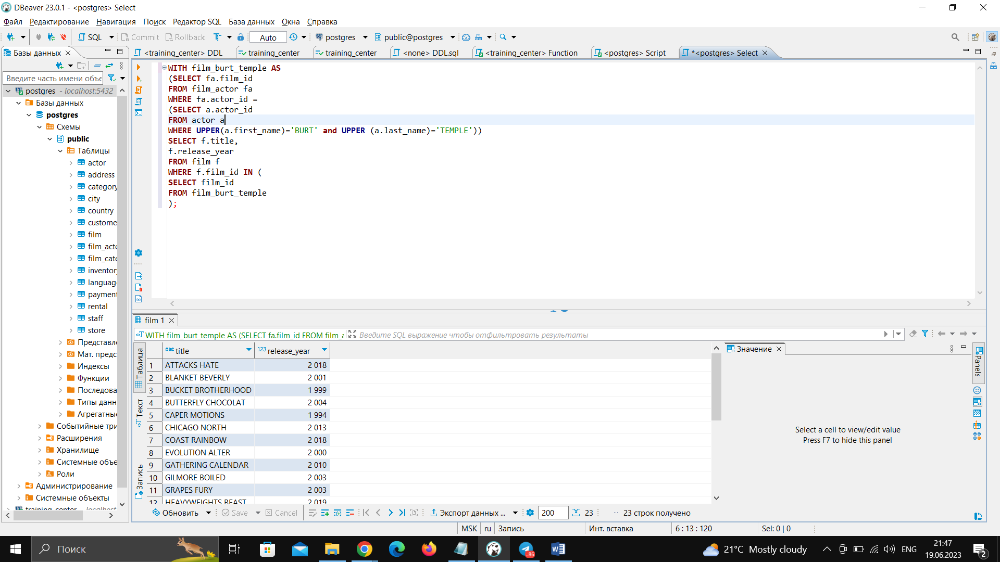 DBeaver 23.0.1 - <postgres> Select
Файл Редактирование Навигация Поиск Редактор SQL База данных Окна Справка
SQL Commit Rollback Auto postgres public@postgres
Базы данных
<training_center> DDL training_center training_center <none> DDL.sql <training_center> Function <postgres> Script *<postgres> Select
Введите часть имени объе
postgres - localhost:5432
Базы данных
postgres
Схемы
public
Таблицы
actor
address
category
city
country
custome
film
film_acto
film_cate
inventor
languag
paymen
rental
staff
store
Представл
Мат. предс
Индексы
Функции
Последова
Типы данн
Агрегатны
Событийные три
Расширения
Хранилище
Системные объе
Роли
Администрирование
Системные объекты
training_center localhost
WITH film_burt_temple AS
(SELECT fa.film_id
FROM film_actor fa
WHERE fa.actor_id =
(SELECT a.actor_id
FROM actor a
WHERE UPPER(a.first_name)='BURT' and UPPER (a.last_name)='TEMPLE'))
SELECT f.title,
f.release_year
FROM film f
WHERE f.film_id IN (
SELECT film_id
FROM film_burt_temple
);
film 1
WITH film_burt_temple AS (SELECT fa.film_id FROM film_a Введите SQL выражение чтобы отфильтровать результаты
Таблица
Текст
Запись
ABC title 123 release_year
1 ATTACKS HATE 2 018
2 BLANKET BEVERLY 2 001
3 BUCKET BROTHERHOOD 1 999
4 BUTTERFLY CHOCOLAT 2 004
5 CAPER MOTIONS 1 994
6 CHICAGO NORTH 2 013
7 COAST RAINBOW 2 018
8 EVOLUTION ALTER 2 000
9 GATHERING CALENDAR 2 010
10 GILMORE BOILED 2 003
11 GRAPES FURY 2 003
12 HEAVYWEIGHTS BEAST 2 019
Значение
Panels
Select a cell to view/edit value
Press F7 to hide this panel
Обновить Save Cancel Экспорт данных ... 200 23 23 строк получено
MSK ru Запись Инт. вставка 6 : 13 : 120 Sel: 0 | 0
Поиск
.86
21°C Mostly cloudy ENG
21:47
19.06.2023
2